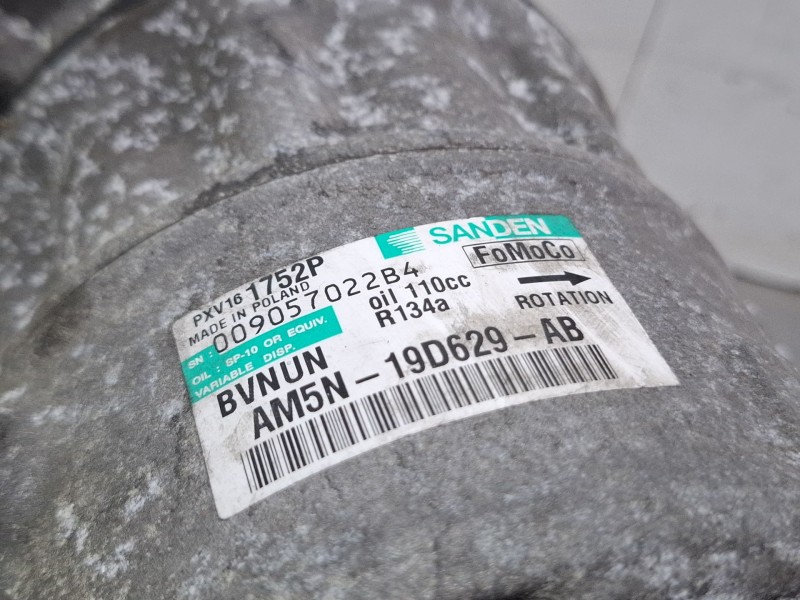 SANDEN
PXV16 1752P
FoMoCo
MADE IN POLAND
SN : 009057022B4
oil 110cc
R134a
ROTATION
OIL : SP-10 OR EQUIV.
VARIABLE DISP.
BVNUN
AM5N-19D629-AB